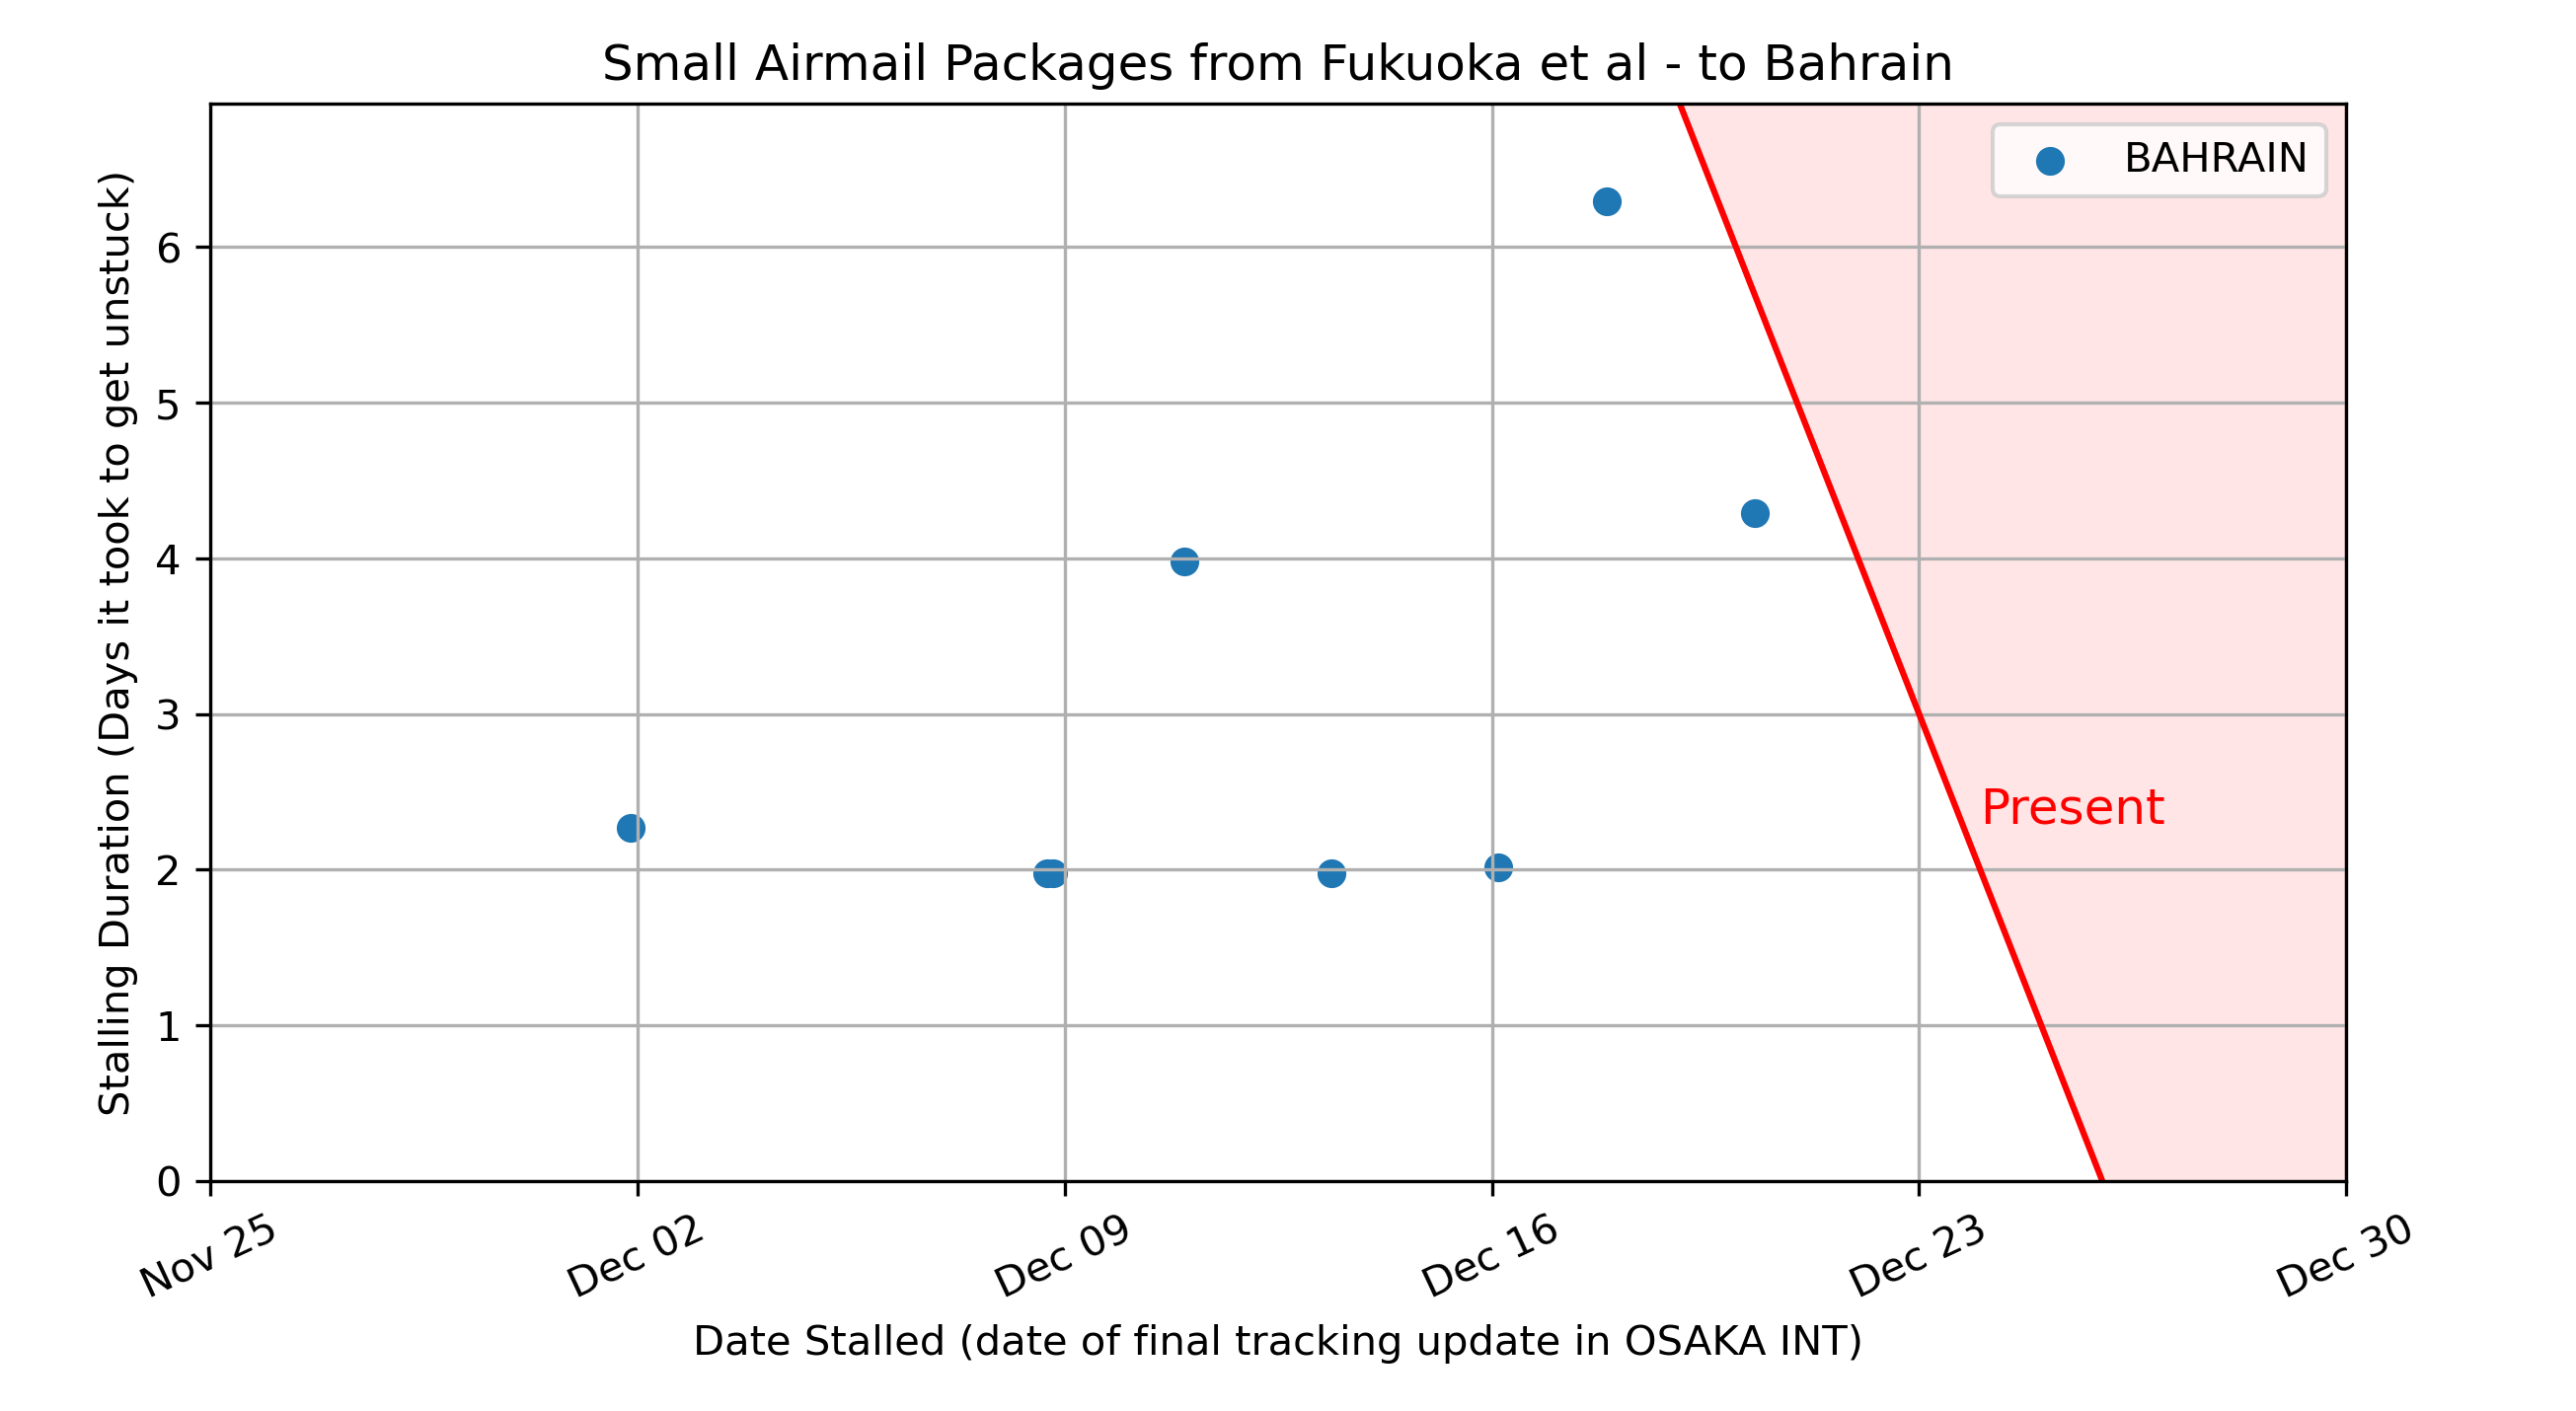 Small Airmail Packages from Fukuoka et al - to Bahrain
BAHRAIN
Stalling Duration (Days it took to get unstuck)
6
5
4
3
2
1
0
Present
Nov 25
Dec 02
Dec 09
Dec 16
Dec 23
Dec 30
Date Stalled (date of final tracking update in OSAKA INT)